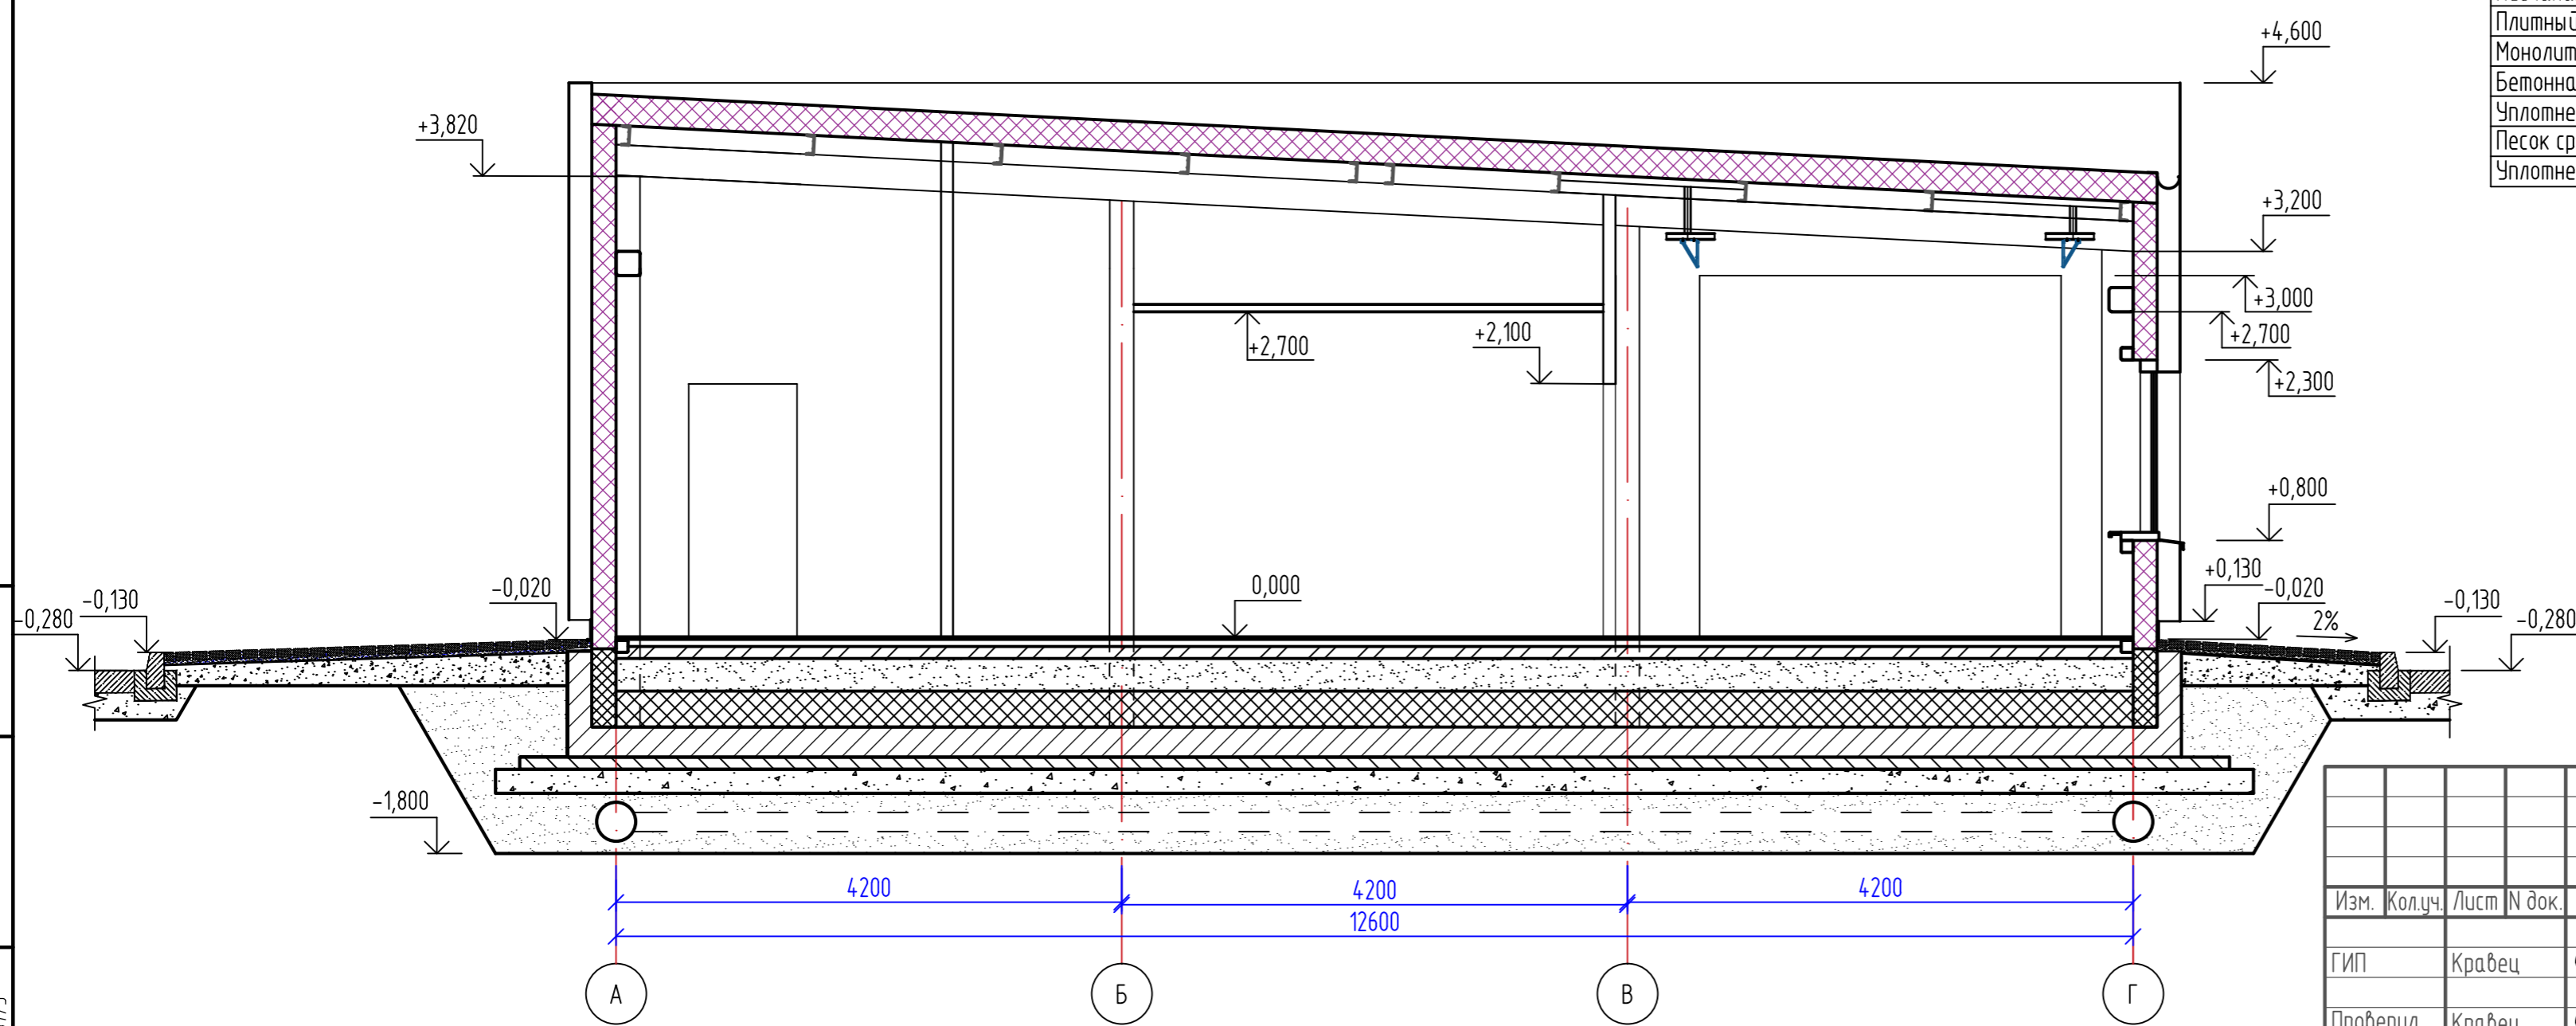 +4,600
Плитный
Монолит
Бетонна
Уплотне
Песок ср
Уплотне
+3,820
+3,200
+3,000
+2,700
+2,700
+2,100
+2,300
+0,800
+0,130
-0,020
-0,020
0,000
2%
-0,130
-0,280
-0,130
-0,280
-1,800
4200
4200
4200
12600
А
Б
В
Г
Изм. Кол.уч. Лист N док.
ГИП Кравец
Проверил Кравец